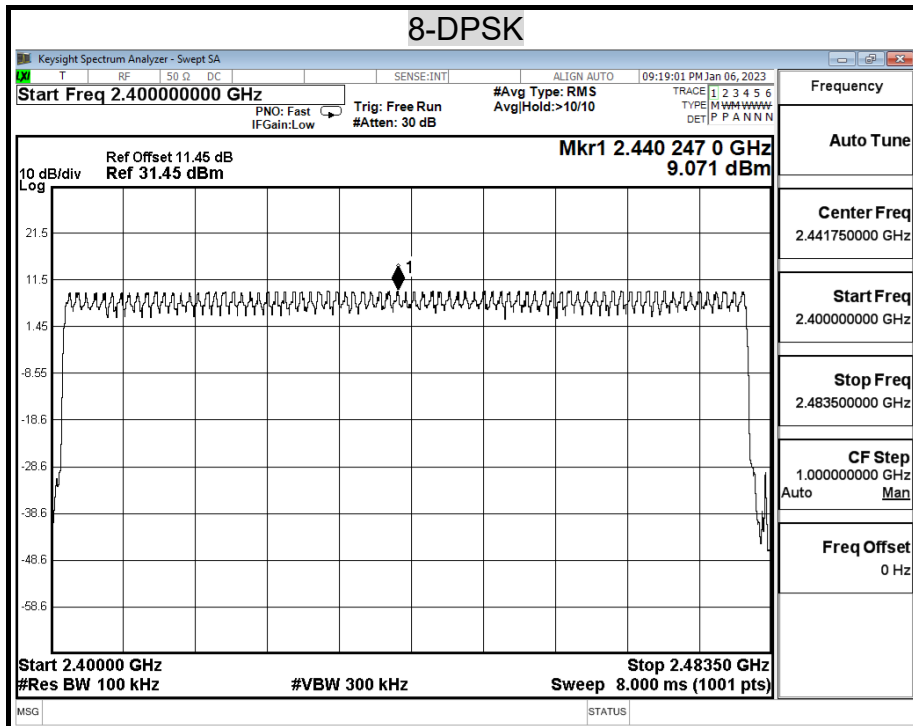 8-DPSK
Keysight Spectrum Analyzer - Swept SA
LXI T RF 50 Ω DC SENSE:INT ALIGN AUTO 09:19:01 PM Jan 06, 2023
Start Freq 2.400000000 GHz
PNO: Fast
IFGain:Low
Trig: Free Run
#Atten: 30 dB
#Avg Type: RMS
Avg|Hold:>10/10
TRACE 1 2 3 4 5 6
TYPE M WMWWWW
DET P P A N N N
Ref Offset 11.45 dB
10 dB/div Ref 31.45 dBm
Log
Mkr1 2.440 247 0 GHz
9.071 dBm
21.5
11.5
1.45
-8.55
-18.6
-28.6
-38.6
-48.6
-58.6
1
Start 2.40000 GHz Stop 2.48350 GHz
#Res BW 100 kHz #VBW 300 kHz Sweep 8.000 ms (1001 pts)
MSG STATUS
Frequency
Auto Tune
Center Freq
2.441750000 GHz
Start Freq
2.400000000 GHz
Stop Freq
2.483500000 GHz
CF Step
1.000000000 GHz
Auto Man
Freq Offset
0 Hz